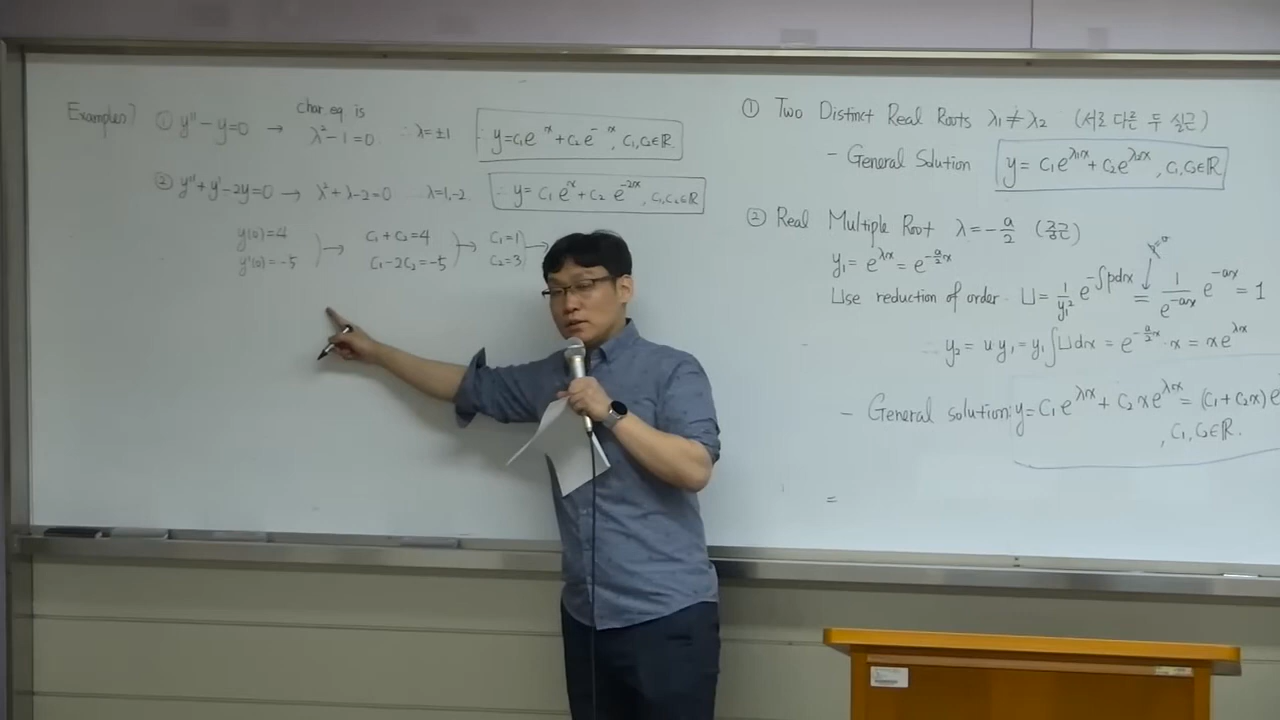 Examples) ① y'' - y = 0 → char. eq is λ² - 1 = 0 ∴ λ = ±1 ∴ y = c₁e^x + c₂e^-x, c₁, c₂ ∈ ℝ
② y'' + y' - 2y = 0 → λ² + λ - 2 = 0 λ = 1, -2 ∴ y = c₁e^x + c₂e^-2x, c₁, c₂ ∈ ℝ
y(0) = 4 → c₁ + c₂ = 4 → c₁ = 1 →
y'(0) = -5 c₁ - 2c₂ = -5 c₂ = 3
① Two Distinct Real Roots λ₁ ≠ λ₂ (서로 다른 두 실근)
- General Solution y = c₁e^λ₁x + c₂e^λ₂x, c₁, c₂ ∈ ℝ
② Real Multiple Root λ = -a/2 (중근)
y₁ = e^λx = e^-(a/2)x
p=a
Use reduction of order. U = 1/y₁² e^-∫pdx = 1/e^-ax e^-ax = 1
∴ y₂ = u y₁ = y₁∫Udx = e^-(a/2)x · x = xe^λx
- General solution: y = c₁e^λx + c₂xe^λx = (c₁ + c₂x)e
, c₁, c₂ ∈ ℝ.
=